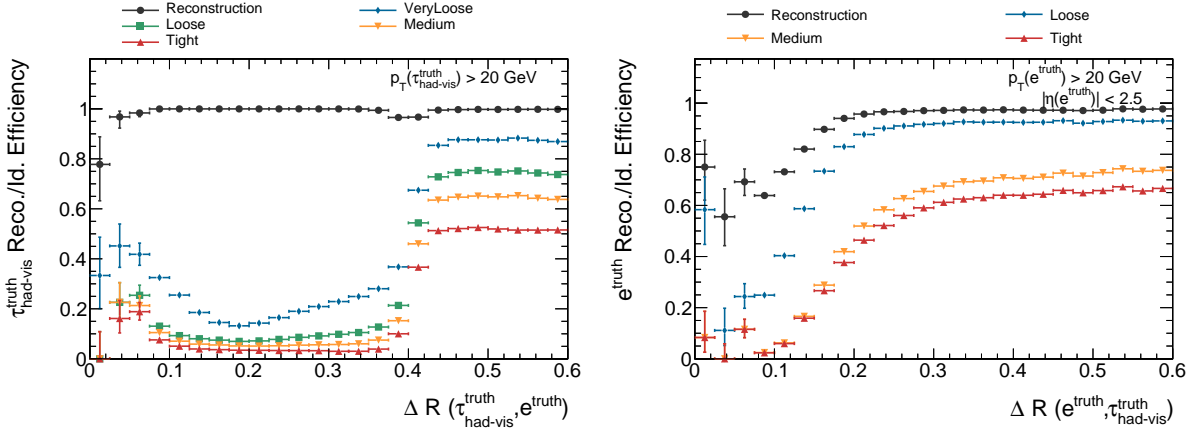 Reconstruction
VeryLoose
Loose
Medium
Tight
p_T(τ^truth_had-vis) > 20 GeV
τ^truth_had-vis Reco./Id. Efficiency
1
0.8
0.6
0.4
0.2
0
0 0.1 0.2 0.3 0.4 0.5 0.6
Δ R (τ^truth_had-vis,e^truth)
Reconstruction
Loose
Medium
Tight
p_T(e^truth) > 20 GeV
|η(e^truth)| < 2.5
e^truth Reco./Id. Efficiency
1
0.8
0.6
0.4
0.2
0
0 0.1 0.2 0.3 0.4 0.5 0.6
Δ R (e^truth,τ^truth_had-vis)